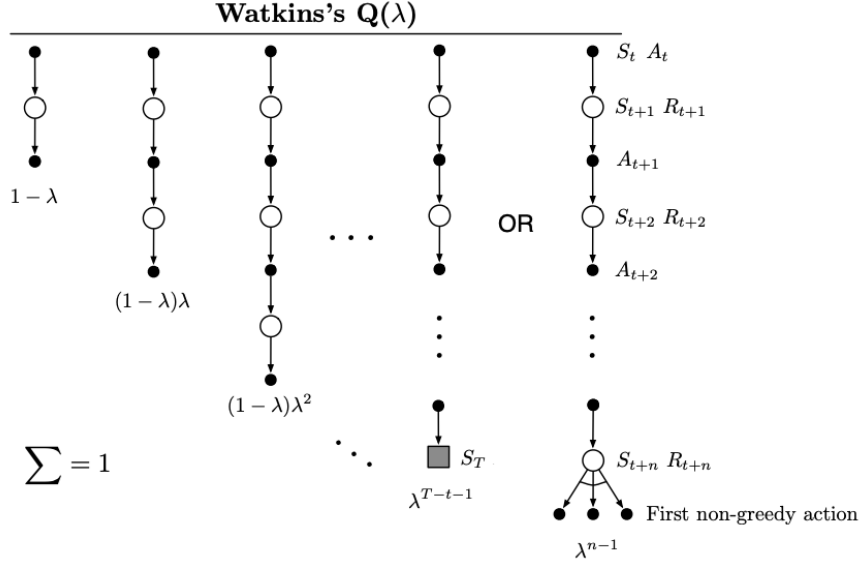 Watkins's Q(λ)
S_t A_t
S_{t+1} R_{t+1}
A_{t+1}
1 − λ
S_{t+2} R_{t+2}
. . .
OR
A_{t+2}
(1 − λ)λ
(1 − λ)λ^2
∑ = 1
S_T
S_{t+n} R_{t+n}
λ^{T−t−1}
First non-greedy action
λ^{n−1}